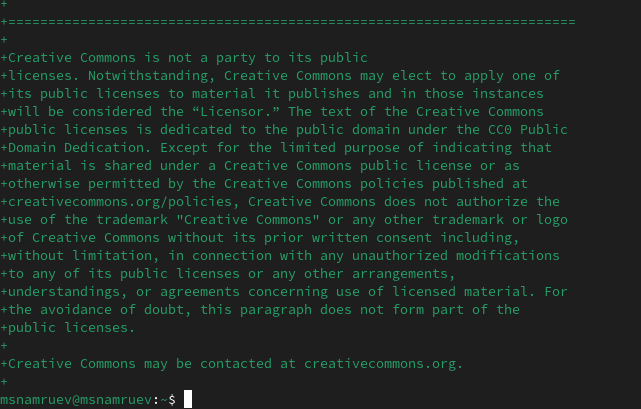 +
+======================================================================
+
+Creative Commons is not a party to its public
+licenses. Notwithstanding, Creative Commons may elect to apply one of
+its public licenses to material it publishes and in those instances
+will be considered the “Licensor.” The text of the Creative Commons
+public licenses is dedicated to the public domain under the CC0 Public
+Domain Dedication. Except for the limited purpose of indicating that
+material is shared under a Creative Commons public license or as
+otherwise permitted by the Creative Commons policies published at
+creativecommons.org/policies, Creative Commons does not authorize the
+use of the trademark "Creative Commons" or any other trademark or logo
+of Creative Commons without its prior written consent including,
+without limitation, in connection with any unauthorized modifications
+to any of its public licenses or any other arrangements,
+understandings, or agreements concerning use of licensed material. For
+the avoidance of doubt, this paragraph does not form part of the
+public licenses.
+
+Creative Commons may be contacted at creativecommons.org.
+
msnamruev@msnamruev:~$